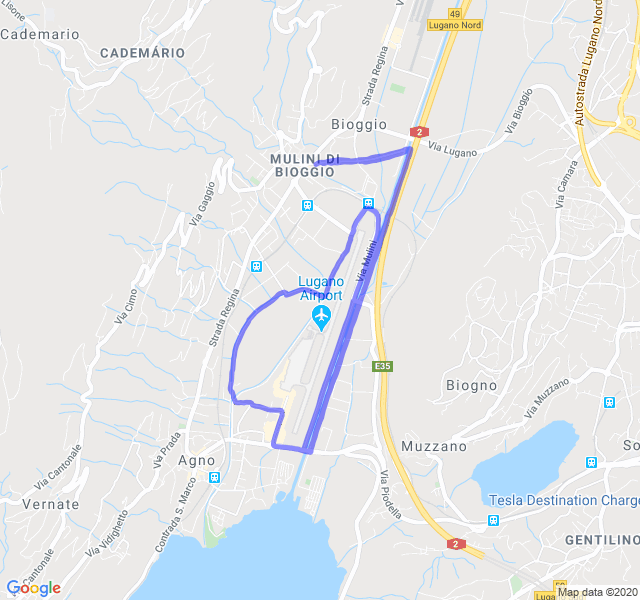 Lisone
Cademario
CADEMÁRIO
49
Lugano Nord
Strada Regina
Autostrada Lugano Nord
Bioggio
2
Via Lugano
Via Bioggio
MULINI DI
BIOGGIO
Via Gaggio
Via Camara
Via Mulini
Via Cimo
Strada Regina
Lugano
Airport
E35
Biogno
Via Muzzano
Via Prada
Muzzano
So
Agno
Via Cantonale
Contrada S. Marco
Via Piodella
Vernate
Via Vidighetto
Tesla Destination Charge
2
GENTILINO
Cantonale
Google
Map data ©2020